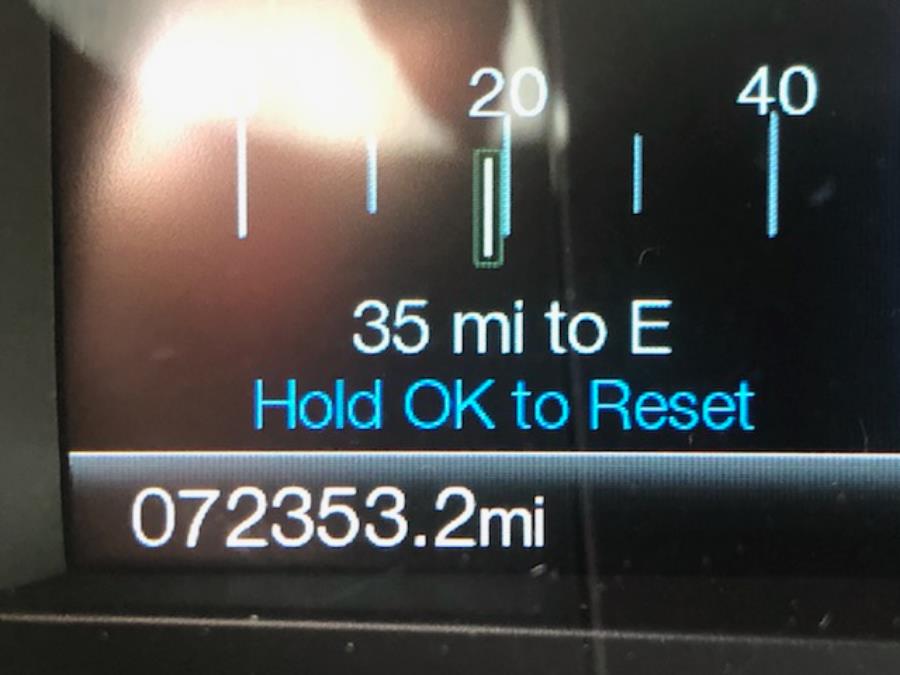 20 40
35 mi to E
Hold OK to Reset
072353.2mi